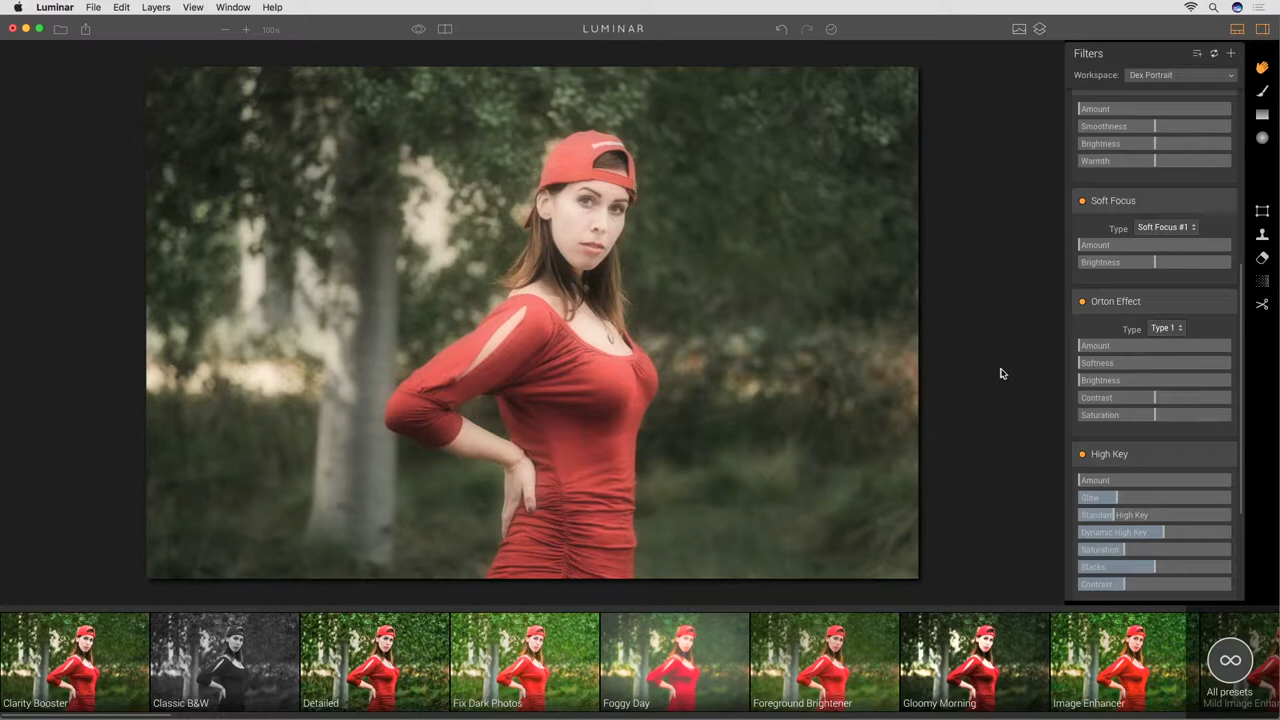 Luminar File Edit Layers View Window Help
100%
LUMINAR
Filters
Workspace: Dex Portrait
Amount
Smoothness
Brightness
Warmth
Soft Focus
Type Soft Focus #1
Amount
Brightness
Orton Effect
Type Type 1
Amount
Softness
Brightness
Contrast
Saturation
High Key
Amount
Glow
Standard High Key
Dynamic High Key
Saturation
Blacks
Contrast
Clarity Booster
Classic B&W
Detailed
Fix Dark Photos
Foggy Day
Foreground Brightener
Gloomy Morning
Image Enhancer
All presets
Mild Image Enha